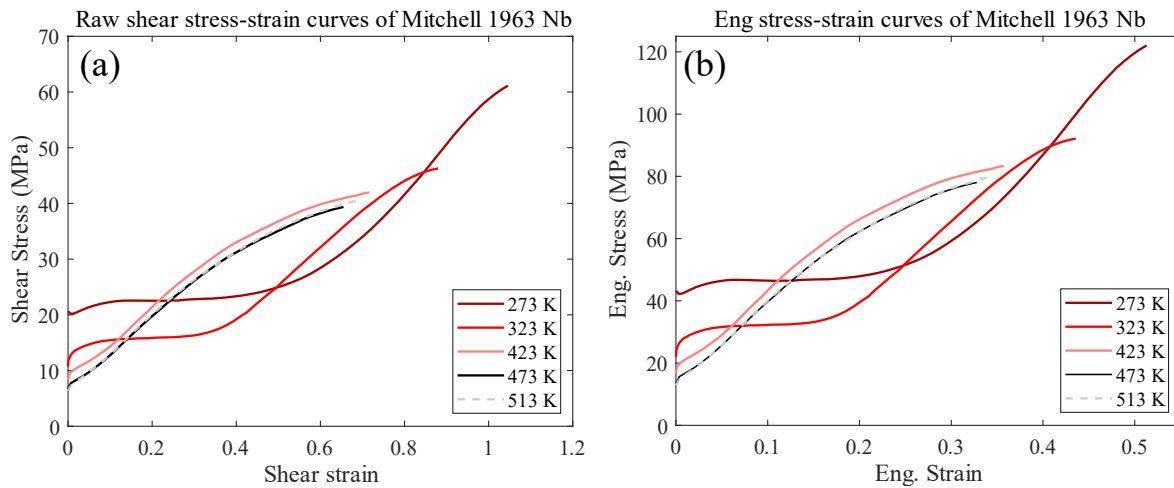 Raw shear stress-strain curves of Mitchell 1963 Nb
(a)
Shear Stress (MPa)
70
60
50
40
30
20
10
0
0
0.2
0.4
0.6
0.8
1
1.2
Shear strain
273 K
323 K
423 K
473 K
513 K
Eng stress-strain curves of Mitchell 1963 Nb
(b)
Eng. Stress (MPa)
120
100
80
60
40
20
0
0
0.1
0.2
0.3
0.4
0.5
Eng. Strain
273 K
323 K
423 K
473 K
513 K